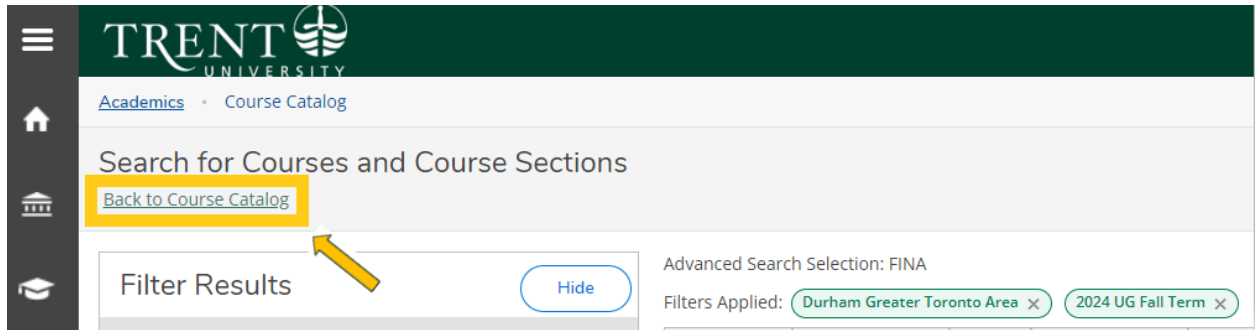 TRENT
UNIVERSITY
Academics · Course Catalog
Search for Courses and Course Sections
Back to Course Catalog
Filter Results
Hide
Advanced Search Selection: FINA
Filters Applied: Durham Greater Toronto Area × 2024 UG Fall Term ×